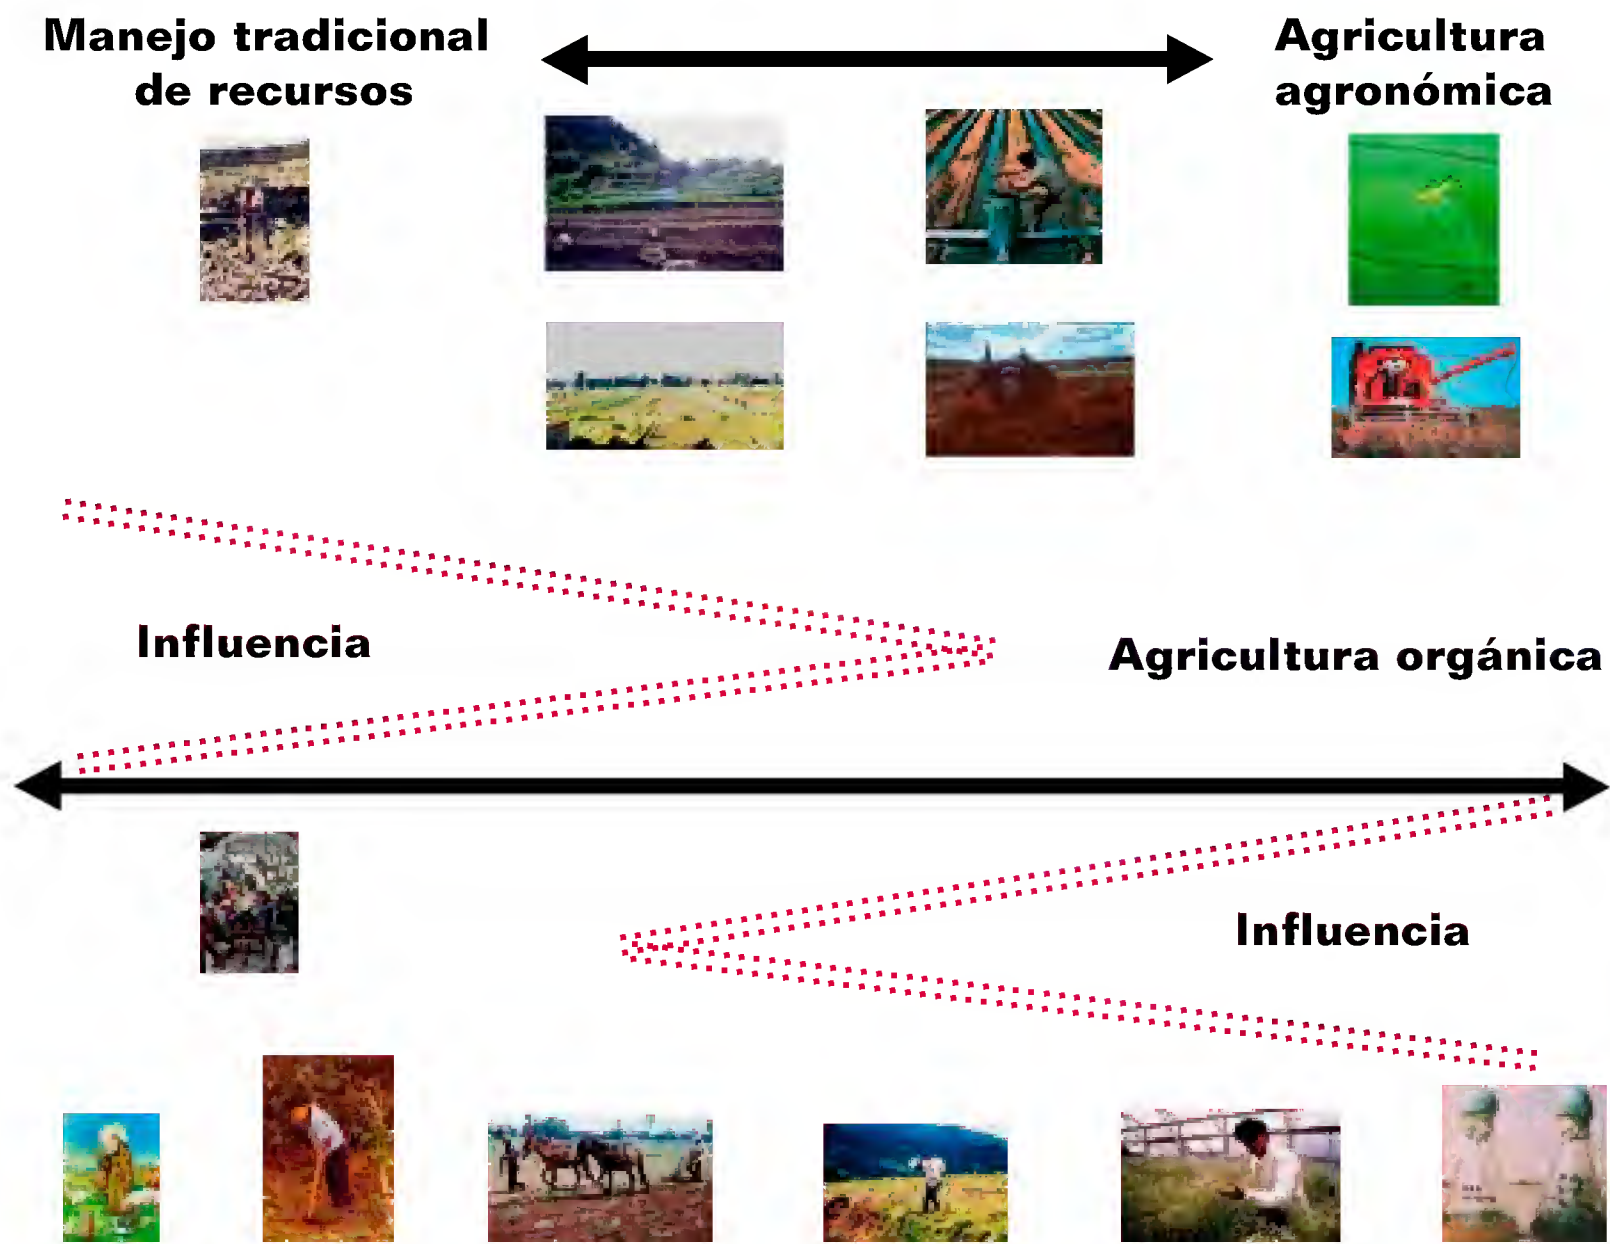 Manejo tradicional
de recursos
Agricultura
agronómica
Influencia
Agricultura orgánica
Influencia